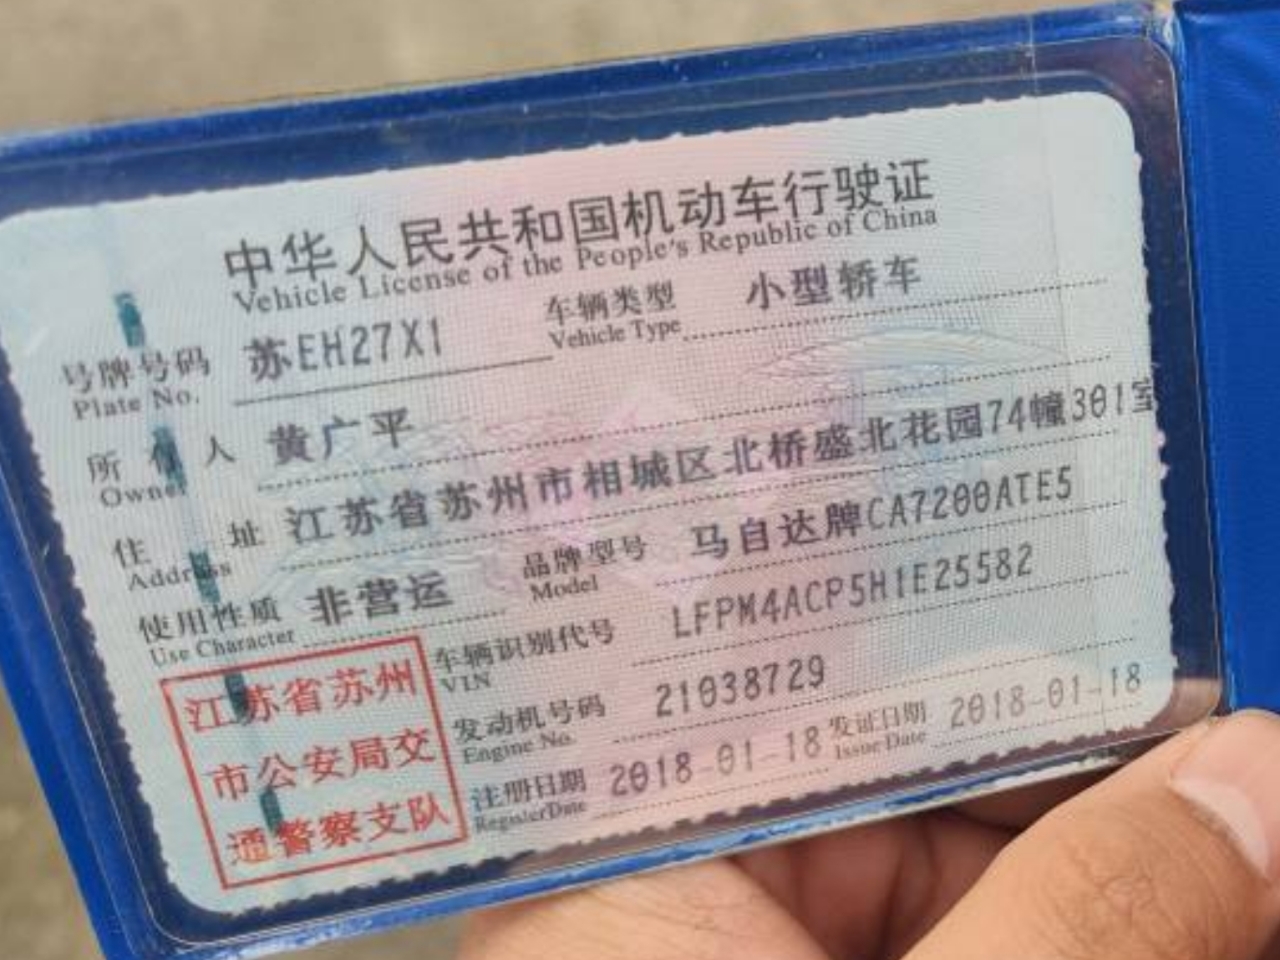 中华人民共和国机动车行驶证
Vehicle License of the People's Republic of China
号牌号码 苏EH27X1 车辆类型 小型轿车
Plate No. Vehicle Type
所有人 黄广平
Owner
住址 江苏省苏州市相城区北桥盛北花园74幢301室
Address
使用性质 非营运 品牌型号 马自达牌CA7200ATE5
Use Character Model
车辆识别代号 LFPM4ACP5H1E25582
VIN
发动机号码 21038729
Engine No.
注册日期 2018-01-18 发证日期 2018-01-18
Register Date Issue Date
江苏省苏州
市公安局交
通警察支队